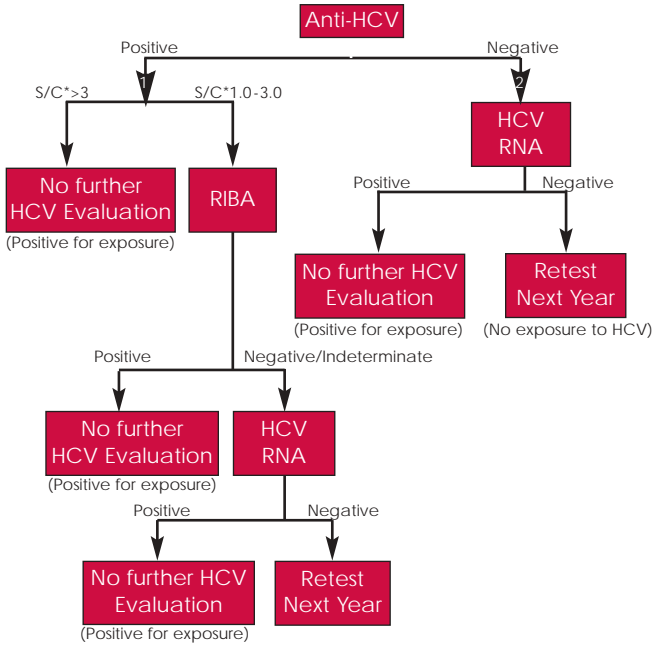 Anti-HCV
Positive
Negative
1
2
S/C*>3
S/C*1.0-3.0
HCV
RNA
No further
HCV Evaluation
(Positive for exposure)
RIBA
Positive
Negative
No further HCV
Evaluation
(Positive for exposure)
Retest
Next Year
(No exposure to HCV)
Positive
Negative/Indeterminate
No further
HCV Evaluation
(Positive for exposure)
HCV
RNA
Positive
Negative
No further HCV
Evaluation
(Positive for exposure)
Retest
Next Year